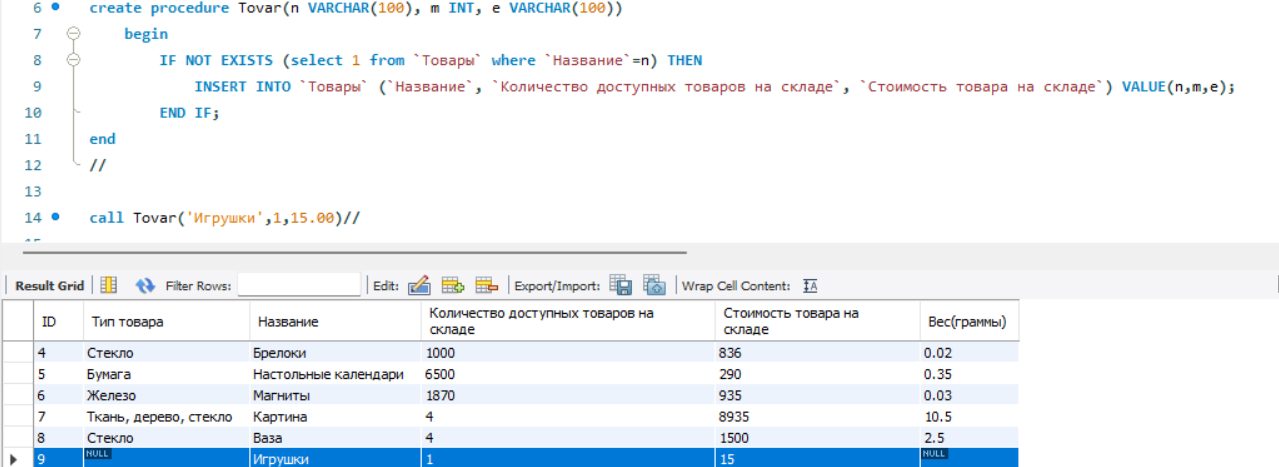 6 create procedure Tovar(n VARCHAR(100), m INT, e VARCHAR(100))
7 begin
8 IF NOT EXISTS (select 1 from `Товары` where `Название`=n) THEN
9 INSERT INTO `Товары` (`Название`, `Количество доступных товаров на складе`, `Стоимость товара на складе`) VALUE(n,m,e);
10 END IF;
11 end
12 //
13
14 call Tovar('Игрушки',1,15.00)//
Result Grid Filter Rows: Edit: Export/Import: Wrap Cell Content: IA
ID Тип товара Название Количество доступных товаров на складе Стоимость товара на складе Вес(граммы)
4 Стекло Брелоки 1000 836 0.02
5 Бумага Настольные календари 6500 290 0.35
6 Железо Магниты 1870 935 0.03
7 Ткань, дерево, стекло Картина 4 8935 10.5
8 Стекло Ваза 4 1500 2.5
9 NULL Игрушки 1 15 NULL